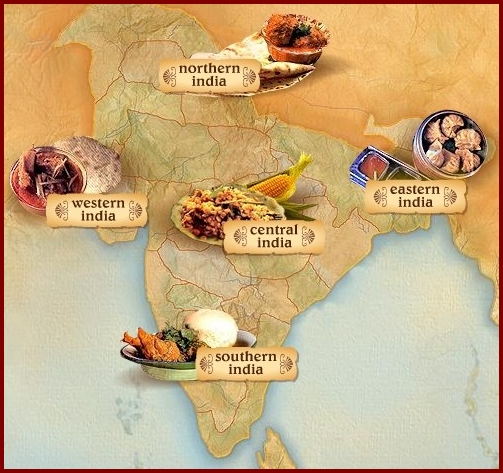 northern
india
western
india
eastern
india
central
india
southern
india